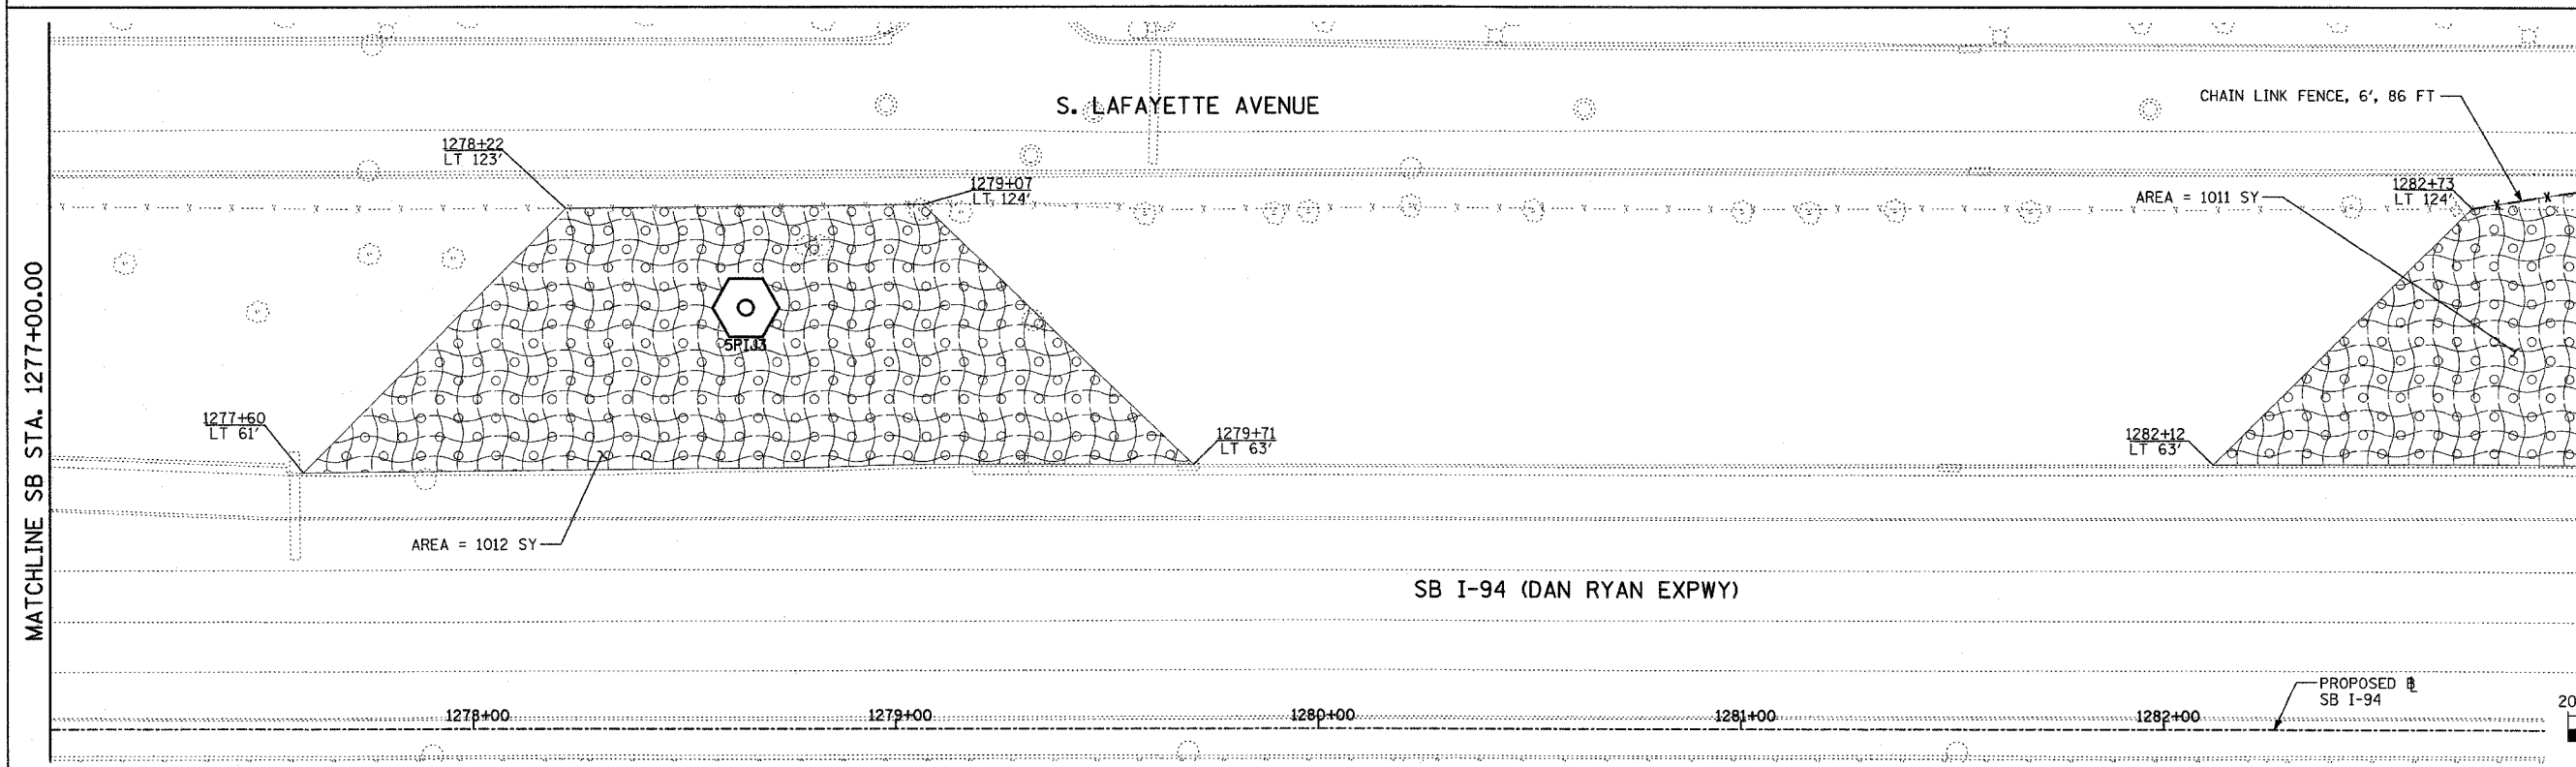 S. LAFAYETTE AVENUE
CHAIN LINK FENCE, 6', 86 FT
1278+22
LT 123'
1279+07
LT 124'
AREA = 1011 SY
1282+73
LT 124'
MATCHLINE SB STA. 1277+00.00
1277+60
LT 61'
1279+71
LT 63'
1282+12
LT 63'
AREA = 1012 SY
SB I-94 (DAN RYAN EXPWY)
PROPOSED
SB I-94
1278+00
1279+00
1280+00
1281+00
1282+00
20